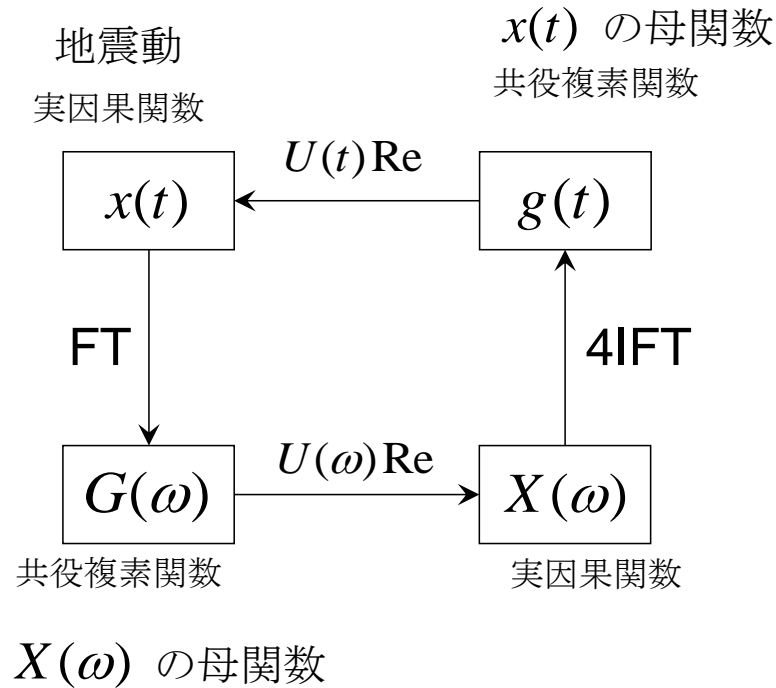 地震動
x(t) の母関数
実因果関数
共役複素関数
U(t)Re
x(t)
g(t)
FT
4IFT
U(ω)Re
G(ω)
X(ω)
共役複素関数
実因果関数
X(ω) の母関数